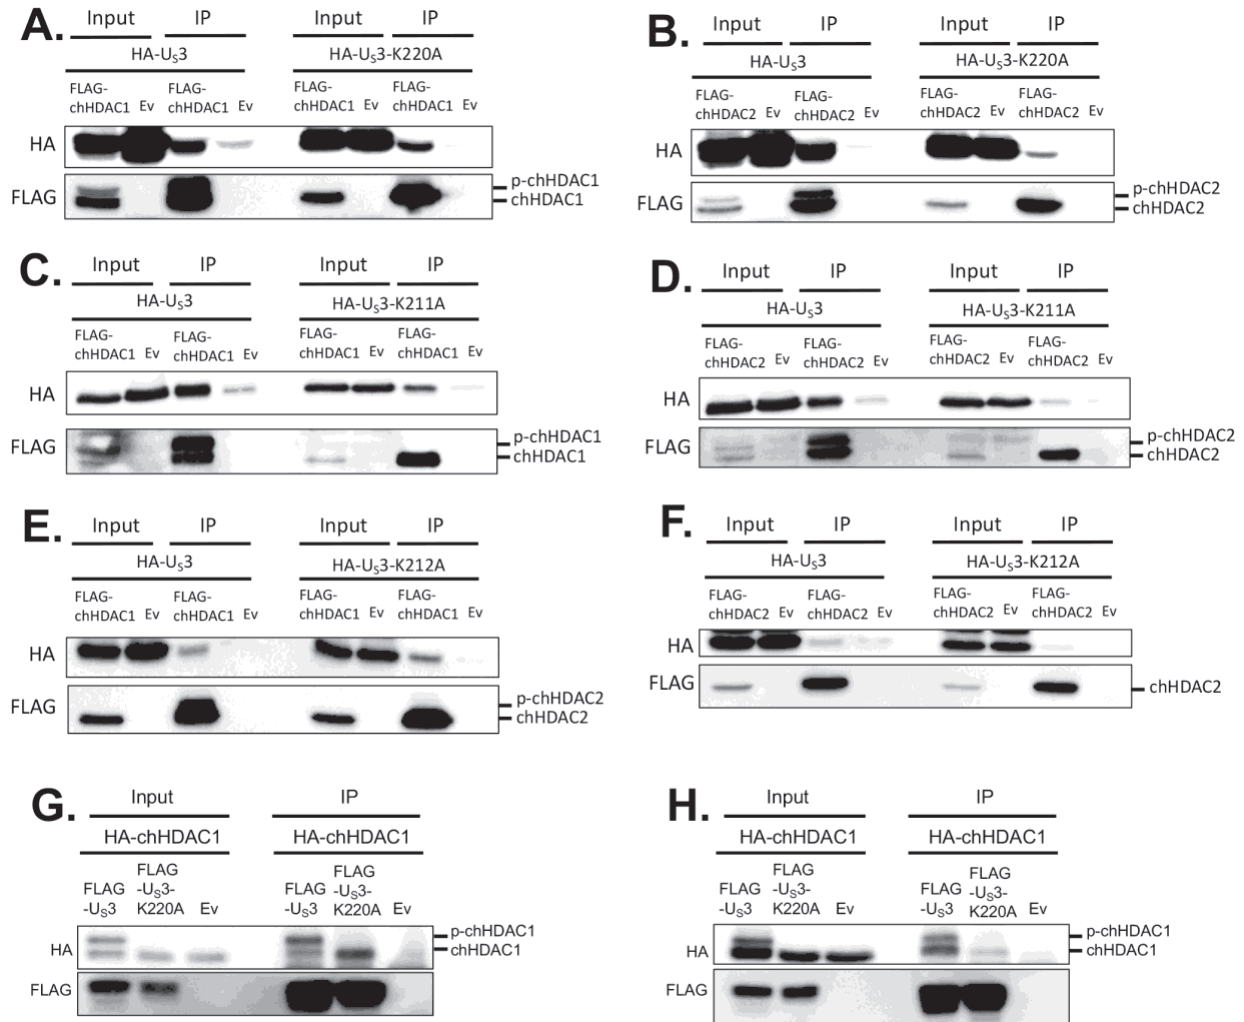 A.
Input IP Input IP
HA-US3 HA-US3-K220A
FLAG-chHDAC1 Ev FLAG-chHDAC1 Ev FLAG-chHDAC1 Ev FLAG-chHDAC1 Ev
HA
FLAG
p-chHDAC1
chHDAC1
B.
Input IP Input IP
HA-US3 HA-US3-K220A
FLAG-chHDAC2 Ev FLAG-chHDAC2 Ev FLAG-chHDAC2 Ev FLAG-chHDAC2 Ev
HA
FLAG
p-chHDAC2
chHDAC2
C.
Input IP Input IP
HA-US3 HA-US3-K211A
FLAG-chHDAC1 Ev FLAG-chHDAC1 Ev FLAG-chHDAC1 Ev FLAG-chHDAC1 Ev
HA
FLAG
p-chHDAC1
chHDAC1
D.
Input IP Input IP
HA-US3 HA-US3-K211A
FLAG-chHDAC2 Ev FLAG-chHDAC2 Ev FLAG-chHDAC2 Ev FLAG-chHDAC2 Ev
HA
FLAG
p-chHDAC2
chHDAC2
E.
Input IP Input IP
HA-US3 HA-US3-K212A
FLAG-chHDAC1 Ev FLAG-chHDAC1 Ev FLAG-chHDAC1 Ev FLAG-chHDAC1 Ev
HA
FLAG
p-chHDAC2
chHDAC2
F.
Input IP Input IP
HA-US3 HA-US3-K212A
FLAG-chHDAC2 Ev FLAG-chHDAC2 Ev FLAG-chHDAC2 Ev FLAG-chHDAC2 Ev
HA
FLAG
chHDAC2
G.
Input IP
HA-chHDAC1 HA-chHDAC1
FLAG-US3 FLAG-US3-K220A Ev FLAG-US3 FLAG-US3-K220A Ev
HA
p-chHDAC1
chHDAC1
FLAG
H.
Input IP
HA-chHDAC1 HA-chHDAC1
FLAG-US3 FLAG-US3-K220A Ev FLAG-US3 FLAG-US3-K220A Ev
HA
p-chHDAC1
chHDAC1
FLAG